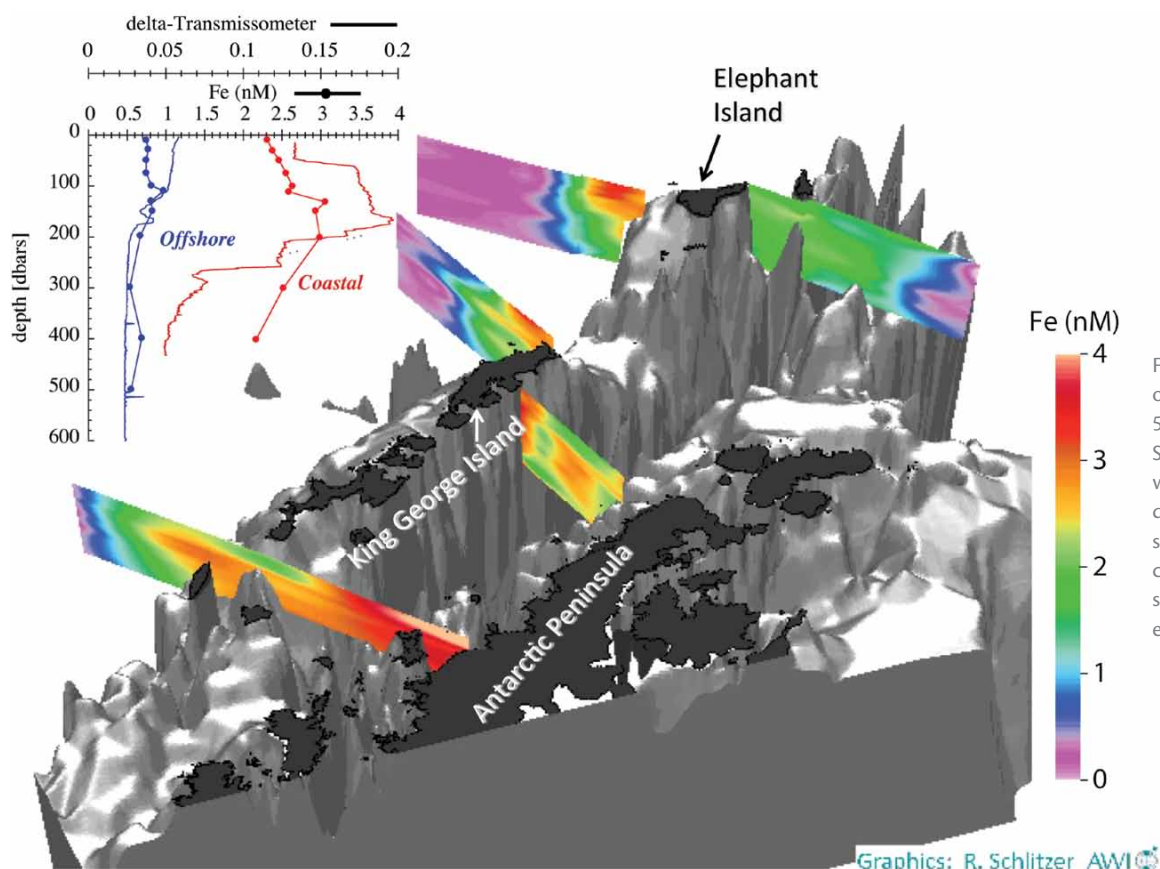 delta-Transmissometer
0 0.05 0.1 0.15 0.2
Fe (nM)
0 0.5 1 1.5 2 2.5 3 3.5 4
0
100
200
300
400
500
600
depth [dbars]
Offshore
Coastal
Elephant
Island
King George Island
Antarctic Peninsula
Fe (nM)
4
3
2
1
0
Graphics: R. Schlitzer AWI